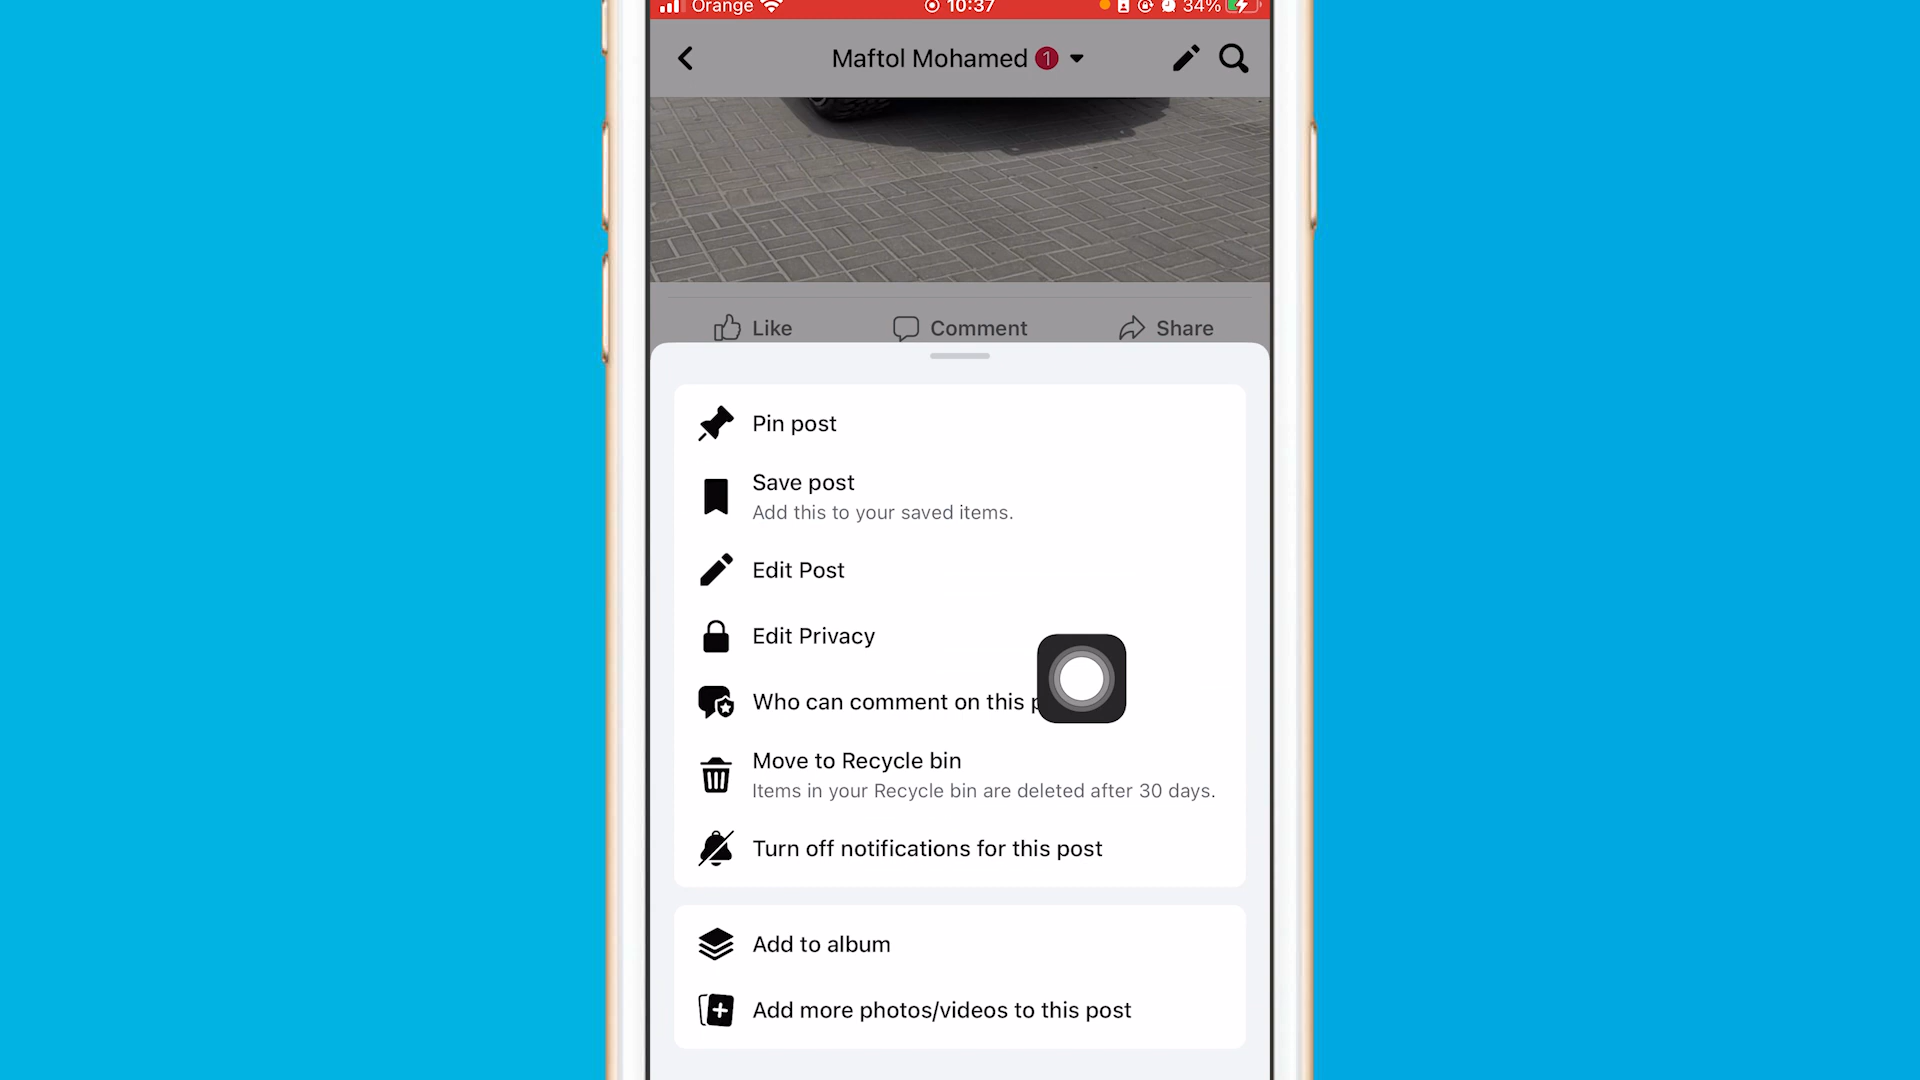 Orange 10:37 34%
Maftol Mohamed 1
Like Comment Share
Pin post
Save post
Add this to your saved items.
Edit Post
Edit Privacy
Who can comment on this
Move to Recycle bin
Items in your Recycle bin are deleted after 30 days.
Turn off notifications for this post
Add to album
Add more photos/videos to this post